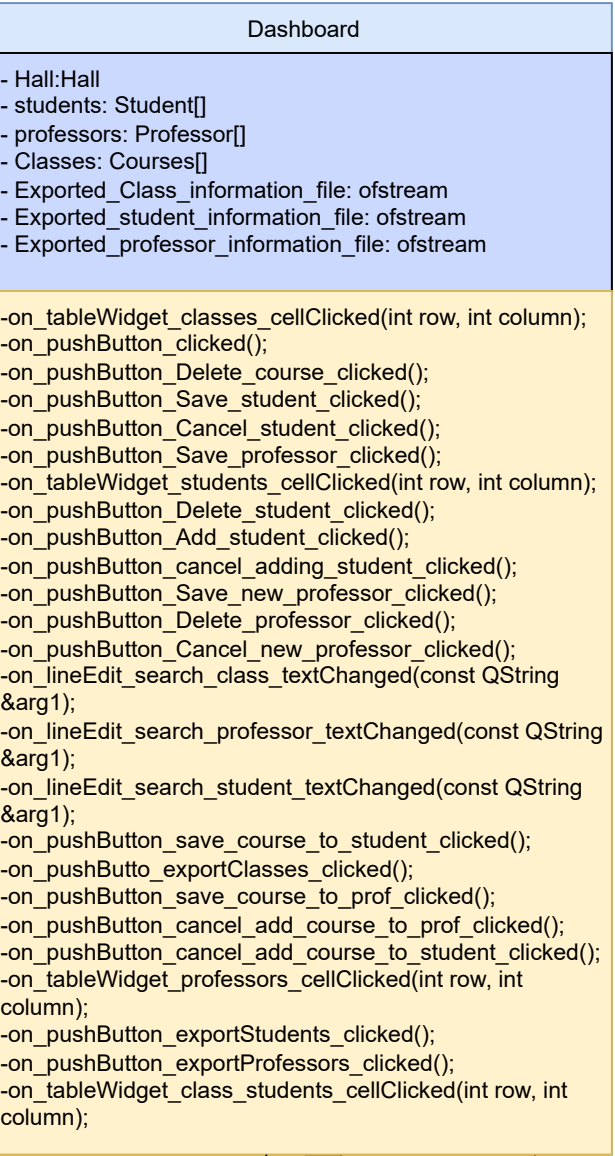 Dashboard
- Hall:Hall
- students: Student[]
- professors: Professor[]
- Classes: Courses[]
- Exported_Class_information_file: ofstream
- Exported_student_information_file: ofstream
- Exported_professor_information_file: ofstream
-on_tableWidget_classes_cellClicked(int row, int column);
-on_pushButton_clicked();
-on_pushButton_Delete_course_clicked();
-on_pushButton_Save_student_clicked();
-on_pushButton_Cancel_student_clicked();
-on_pushButton_Save_professor_clicked();
-on_tableWidget_students_cellClicked(int row, int column);
-on_pushButton_Delete_student_clicked();
-on_pushButton_Add_student_clicked();
-on_pushButton_cancel_adding_student_clicked();
-on_pushButton_Save_new_professor_clicked();
-on_pushButton_Delete_professor_clicked();
-on_pushButton_Cancel_new_professor_clicked();
-on_lineEdit_search_class_textChanged(const QString
&arg1);
-on_lineEdit_search_professor_textChanged(const QString
&arg1);
-on_lineEdit_search_student_textChanged(const QString
&arg1);
-on_pushButton_save_course_to_student_clicked();
-on_pushButto_exportClasses_clicked();
-on_pushButton_save_course_to_prof_clicked();
-on_pushButton_cancel_add_course_to_prof_clicked();
-on_pushButton_cancel_add_course_to_student_clicked();
-on_tableWidget_professors_cellClicked(int row, int
column);
-on_pushButton_exportStudents_clicked();
-on_pushButton_exportProfessors_clicked();
-on_tableWidget_class_students_cellClicked(int row, int
column);